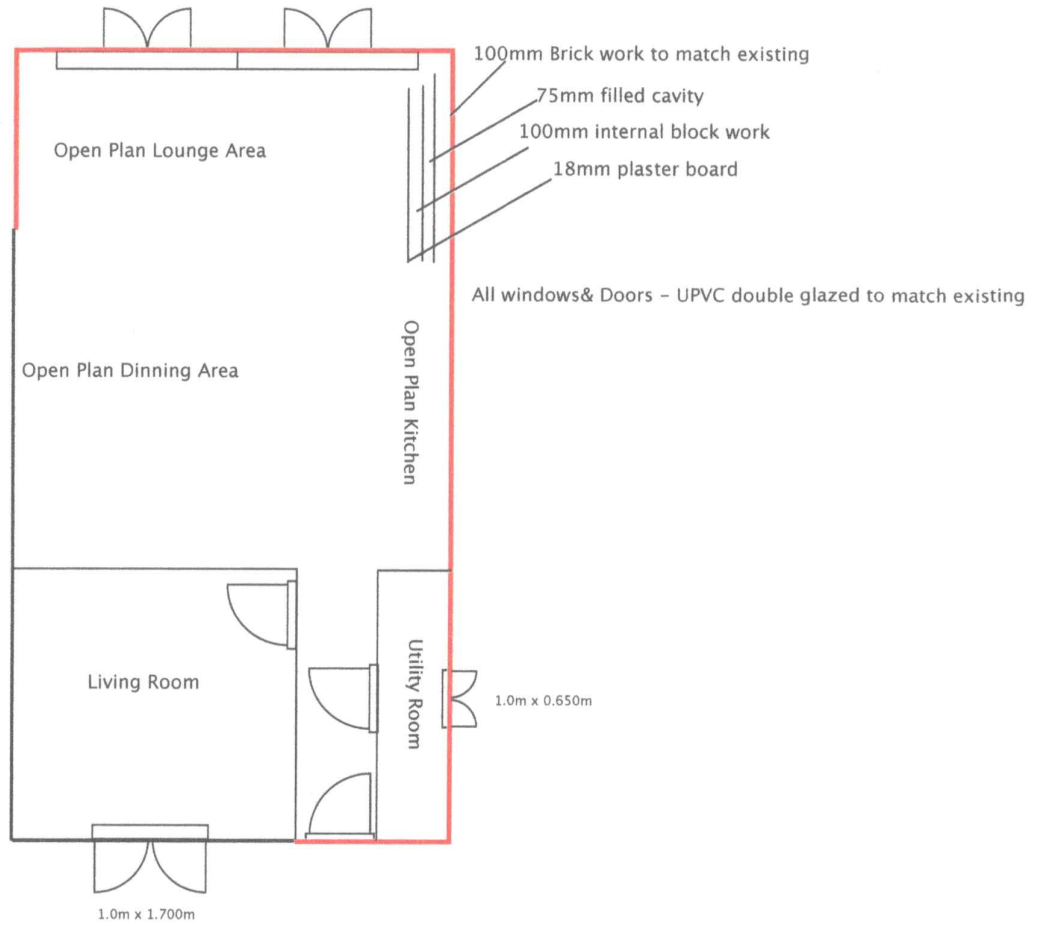 100mm Brick work to match existing
75mm filled cavity
100mm internal block work
18mm plaster board
Open Plan Lounge Area
All windows& Doors – UPVC double glazed to match existing
Open Plan Dinning Area
Open Plan Kitchen
Living Room
Utility Room
1.0m x 0.650m
1.0m x 1.700m